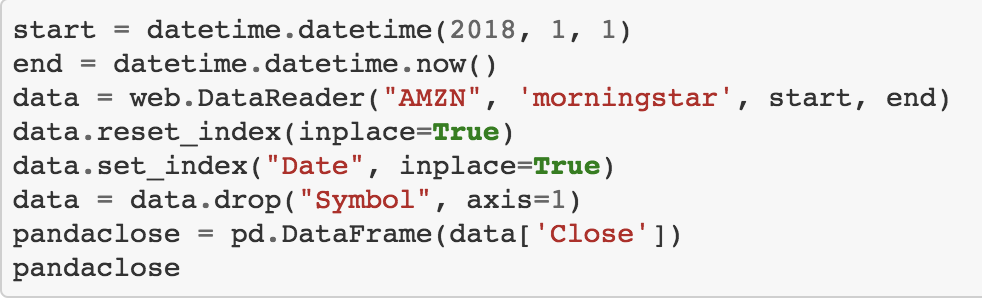 start = datetime.datetime(2018, 1, 1)
end = datetime.datetime.now()
data = web.DataReader("AMZN", 'morningstar', start, end)
data.reset_index(inplace=True)
data.set_index("Date", inplace=True)
data = data.drop("Symbol", axis=1)
pandaclose = pd.DataFrame(data['Close'])
pandaclose